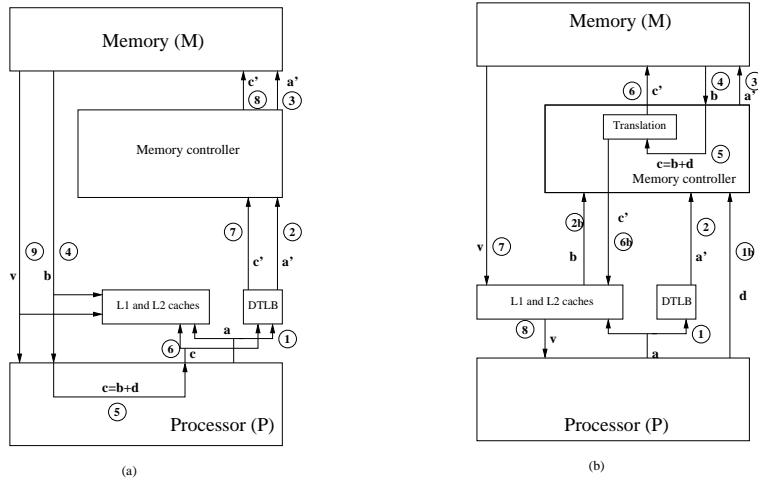 Memory (M)
c’
a’
8
3
Memory controller
7
2
c’
a’
9
4
v
b
L1 and L2 caches
DTLB
a
1
6
c
c=b+d
5
Processor (P)
(a)
Memory (M)
6
c’
4
b
3
a’
Translation
5
c=b+d
Memory controller
c’
2b
2
v
7
b
6b
a’
1b
d
L1 and L2 caches
DTLB
8
v
1
a
Processor (P)
(b)